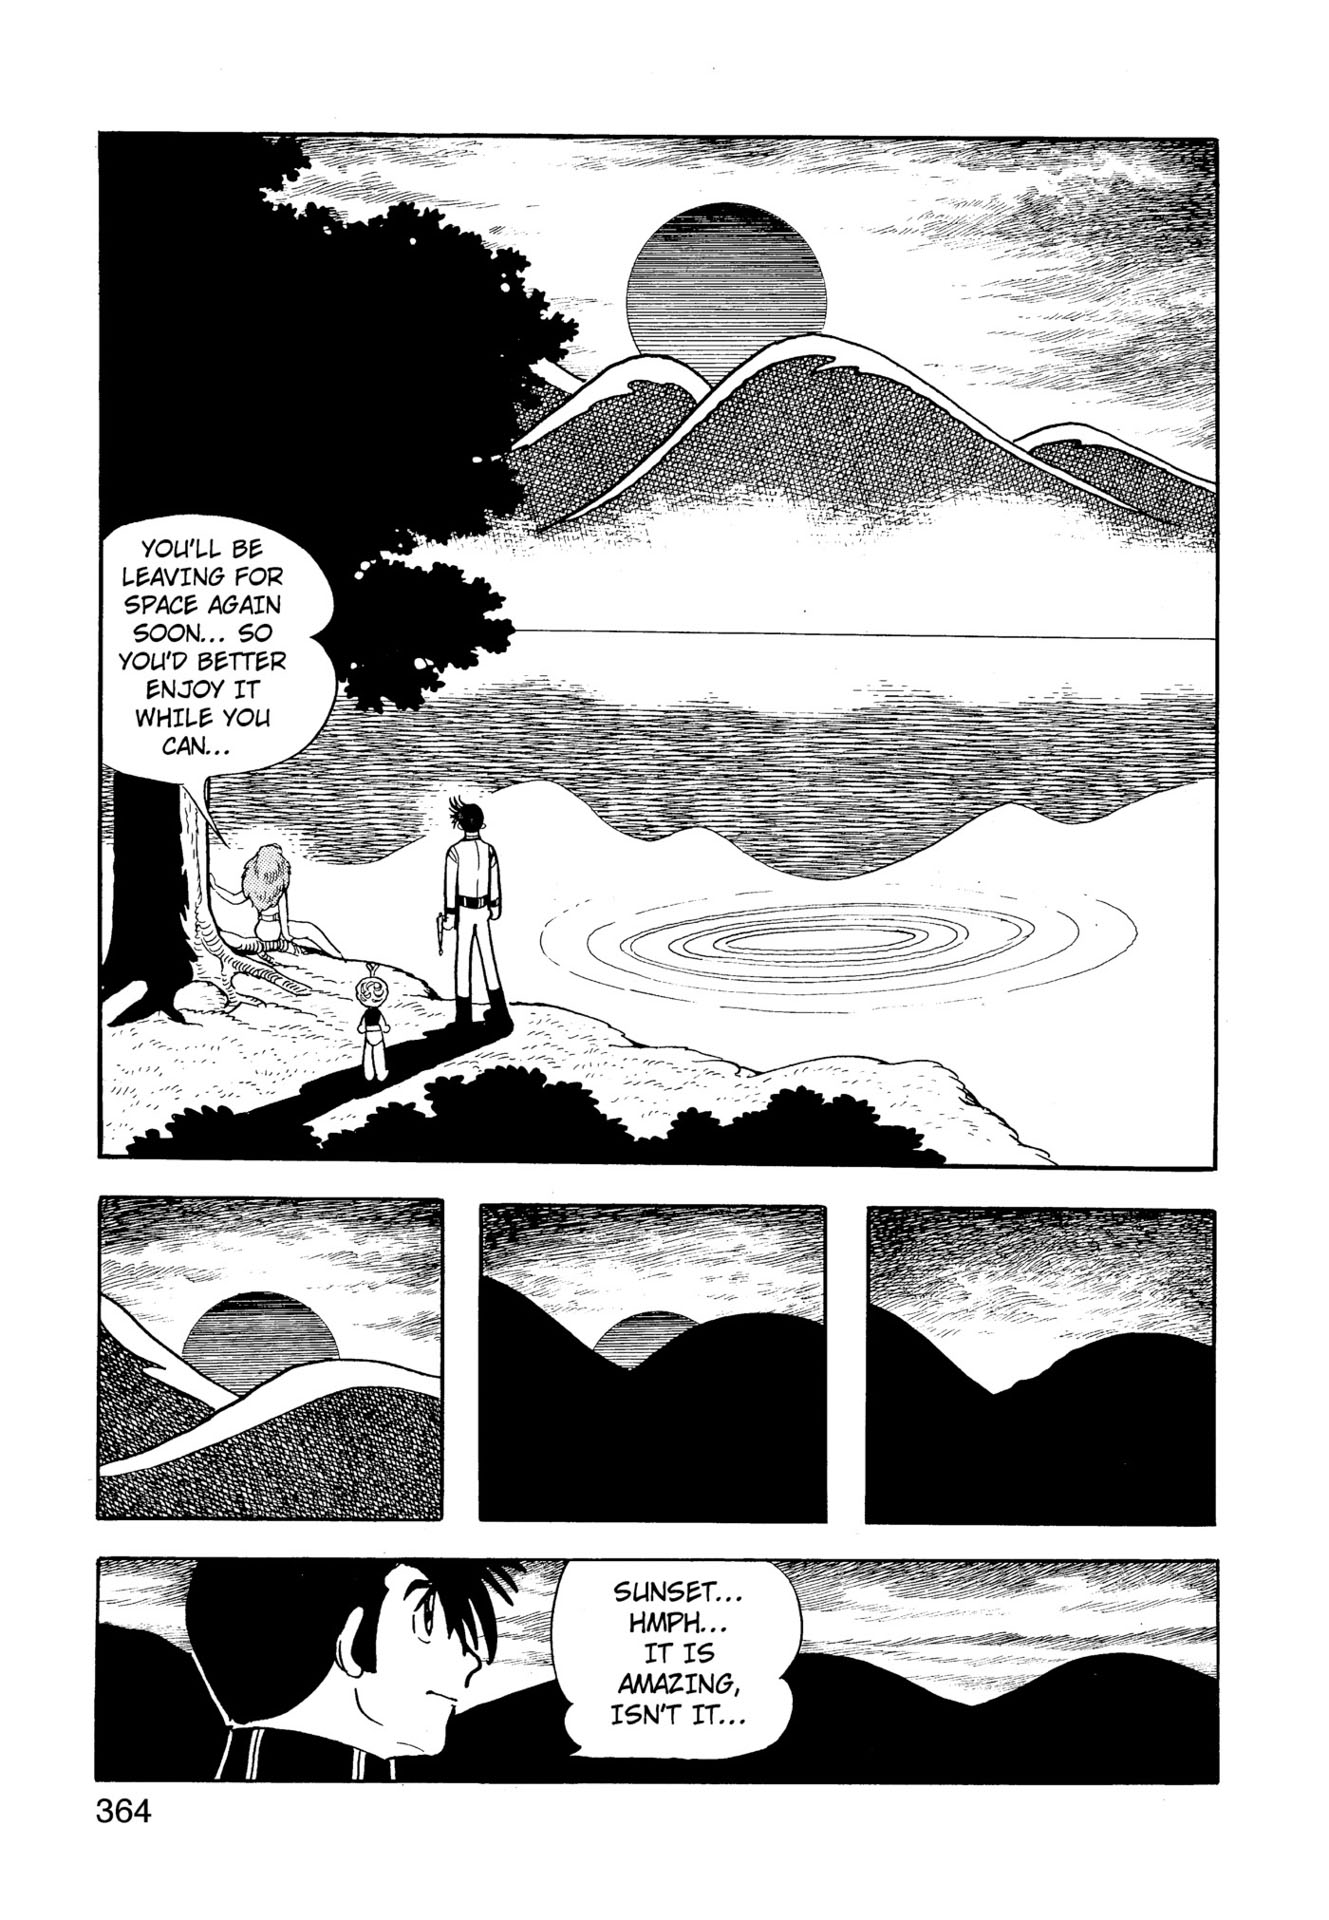 YOU'LL BE
LEAVING FOR
SPACE AGAIN
SOON... SO
YOU'D BETTER
ENJOY IT
WHILE YOU
CAN...
SUNSET...
HMPH...
IT IS
AMAZING,
ISN'T IT...
364